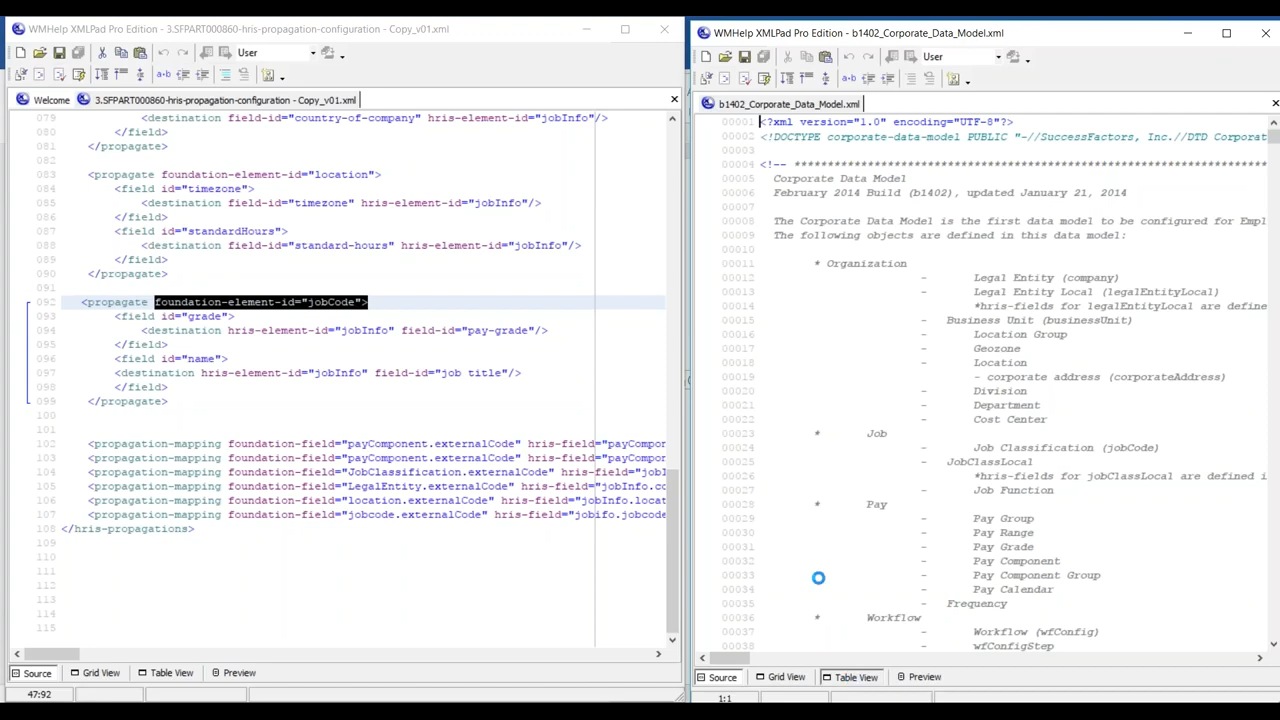 WMHelp XMLPad Pro Edition - 3.SFPART000860-hris-propagation-configuration - Copy_v01.xml
User
Welcome
3.SFPART000860-hris-propagation-configuration - Copy_v01.xml
079 <destination field-id="country-of-company" hris-element-id="jobInfo"/>
080 </field>
081 </propagate>
082
083 <propagate foundation-element-id="location">
084 <field id="timezone">
085 <destination field-id="timezone" hris-element-id="jobInfo"/>
086 </field>
087 <field id="standardHours">
088 <destination field-id="standard-hours" hris-element-id="jobInfo"/>
089 </field>
090 </propagate>
091
092 <propagate foundation-element-id="jobCode">
093 <field id="grade">
094 <destination hris-element-id="jobInfo" field-id="pay-grade"/>
095 </field>
096 <field id="name">
097 <destination hris-element-id="jobInfo" field-id="job title"/>
098 </field>
099 </propagate>
100
101
102 <propagation-mapping foundation-field="payComponent.externalCode" hris-field="payCompon
103 <propagation-mapping foundation-field="payComponent.externalCode" hris-field="payCompor
104 <propagation-mapping foundation-field="JobClassification.externalCode" hris-field="jobI
105 <propagation-mapping foundation-field="LegalEntity.externalCode" hris-field="jobInfo.co
106 <propagation-mapping foundation-field="location.externalCode" hris-field="jobInfo.locat
107 <propagation-mapping foundation-field="jobcode.externalCode" hris-field="jobifo.jobcode
108 </hris-propagations>
109
110
111
112
113
114
115
Source
Grid View
Table View
Preview
47:92
WMHelp XMLPad Pro Edition - b1402_Corporate_Data_Model.xml
User
b1402_Corporate_Data_Model.xml
00001 <?xml version="1.0" encoding="UTF-8"?>
00002 <!DOCTYPE corporate-data-model PUBLIC "-//SuccessFactors, Inc.//DTD Corporat
00003
00004 <!-- ***************************************************************************
00005 Corporate Data Model
00006 February 2014 Build (b1402), updated January 21, 2014
00007
00008 The Corporate Data Model is the first data model to be configured for Empl
00009 The following objects are defined in this data model:
00010
00011 * Organization
00012 - Legal Entity (company)
00013 - Legal Entity Local (legalEntityLocal)
00014 *hris-fields for legalEntityLocal are define
00015 - Business Unit (businessUnit)
00016 - Location Group
00017 - Geozone
00018 - Location
00019 - corporate address (corporateAddress)
00020 - Division
00021 - Department
00022 - Cost Center
00023 * Job
00024 - Job Classification (jobCode)
00025 - JobClassLocal
00026 *hris-fields for jobClassLocal are defined i
00027 - Job Function
00028 * Pay
00029 - Pay Group
00030 - Pay Range
00031 - Pay Grade
00032 - Pay Component
00033 - Pay Component Group
00034 - Pay Calendar
00035 - Frequency
00036 * Workflow
00037 - Workflow (wfConfig)
00038 - wfConfigStep
Source
Grid View
Table View
Preview
1:1